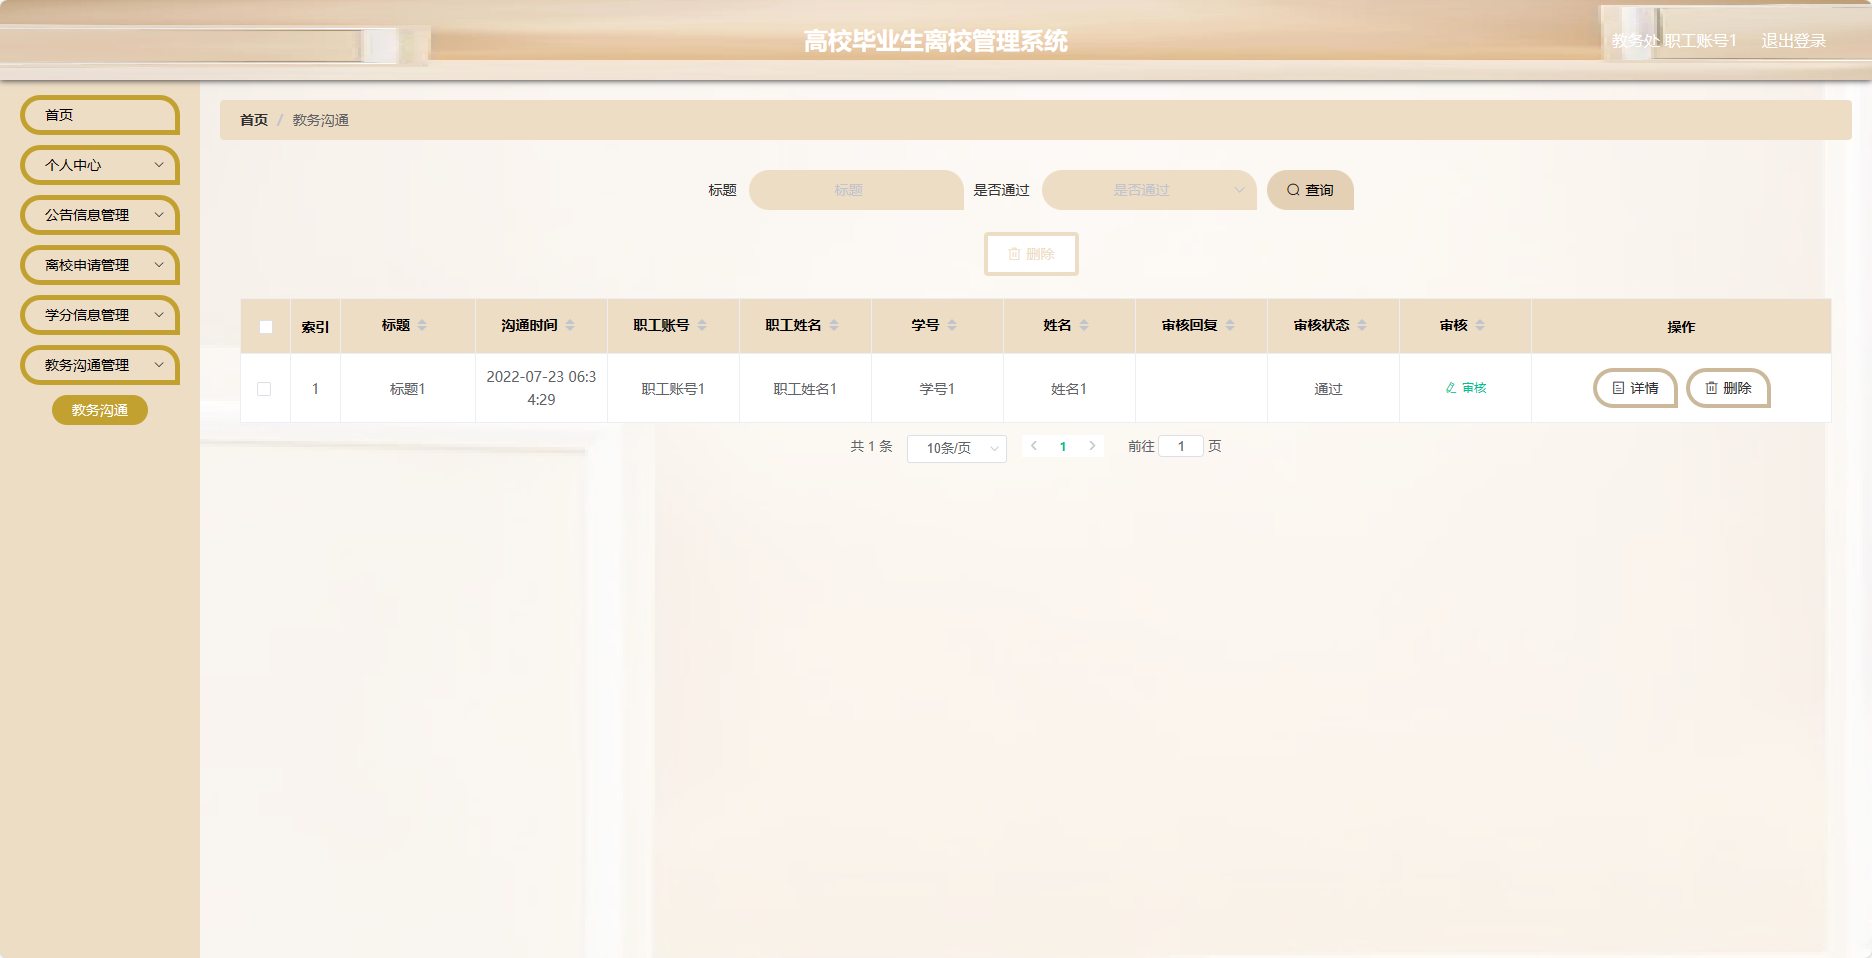 高校毕业生离校管理系统
教务处 职工账号1 退出登录
首页
个人中心
公告信息管理
离校申请管理
学分信息管理
教务沟通管理
教务沟通
首页 / 教务沟通
标题 标题 是否通过 是否通过 查询
删除
索引 标题 沟通时间 职工账号 职工姓名 学号 姓名 审核回复 审核状态 审核 操作
1 标题1 2022-07-23 06:3 职工账号1 职工姓名1 学号1 姓名1 通过 审核 详情 删除
4:29
共 1 条 10条/页 1 前往 1 页